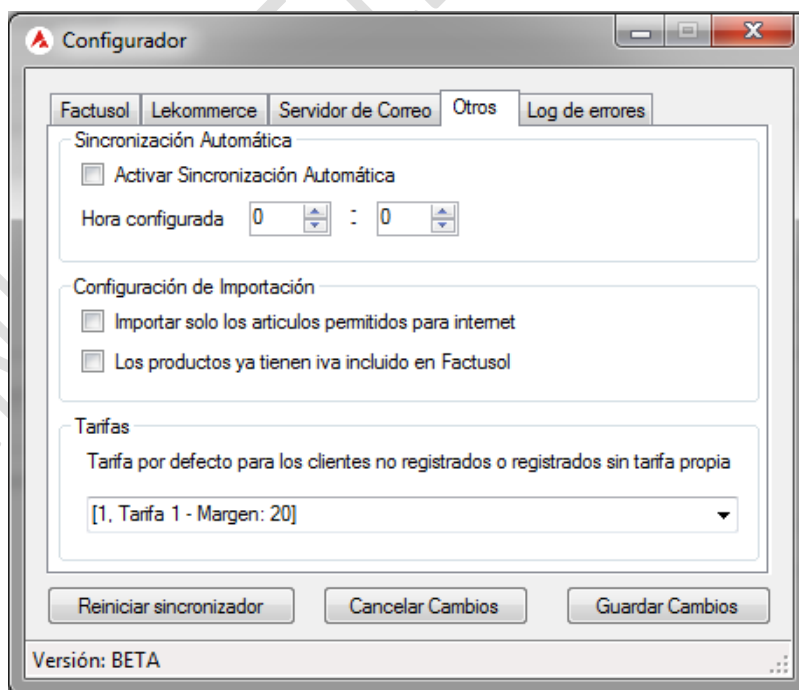 Configurador
Factusol Lekommerce Servidor de Correo Otros Log de errores
Sincronización Automática
Activar Sincronización Automática
Hora configurada 0 : 0
Configuración de Importación
Importar solo los articulos permitidos para internet
Los productos ya tienen iva incluido en Factusol
Tarifas
Tarifa por defecto para los clientes no registrados o registrados sin tarifa propia
[1, Tarifa 1 - Margen: 20]
Reiniciar sincronizador Cancelar Cambios Guardar Cambios
Versión: BETA